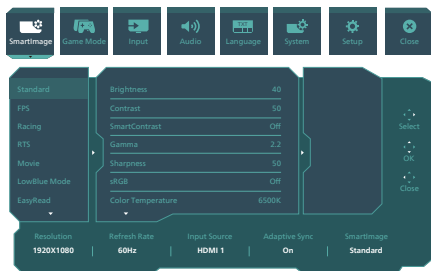 TXT
SmartImage Game Mode Input Audio Language System Setup Close
Standard Brightness 40
FPS Contrast 50
Racing SmartContrast Off
RTS Gamma 2.2
Movie Sharpness 50
LowBlue Mode sRGB Off
EasyRead Color Temperature 6500K
Select
OK
Close
Resolution Refresh Rate Input Source Adaptive Sync SmartImage
1920X1080 60Hz HDMI 1 On Standard